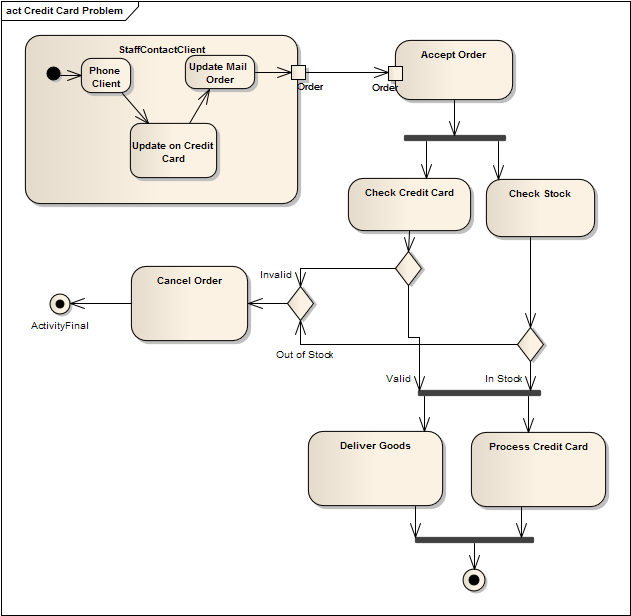 act Credit Card Problem
StaffContactClient
Phone
Client
Update Mail
Order
Update on Credit
Card
Order
Order
Accept Order
Check Credit Card
Check Stock
Invalid
Cancel Order
ActivityFinal
Out of Stock
Valid
In Stock
Deliver Goods
Process Credit Card